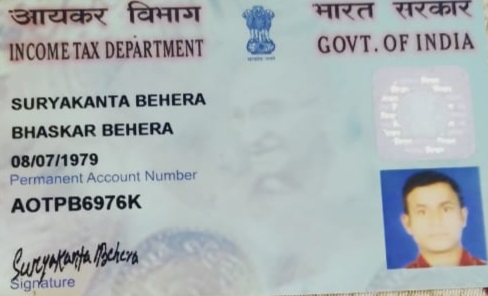 आयकर विभाग
INCOME TAX DEPARTMENT
भारत सरकार
GOVT. OF INDIA
SURYAKANTA BEHERA
BHASKAR BEHERA
08/07/1979
Permanent Account Number
AOTPB6976K
Suryakanta Behera
Signature